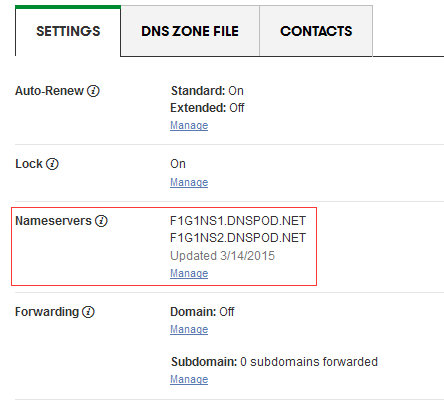 SETTINGS
DNS ZONE FILE
CONTACTS
Auto-Renew
Standard: On
Extended: Off
Manage
Lock
On
Manage
Nameservers
F1G1NS1.DNSPOD.NET
F1G1NS2.DNSPOD.NET
Updated 3/14/2015
Manage
Forwarding
Domain: Off
Manage
Subdomain: 0 subdomains forwarded
Manage